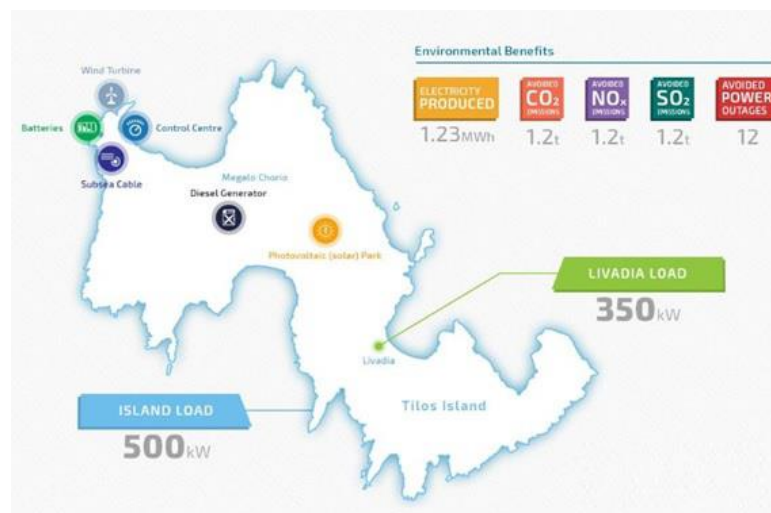 Environmental Benefits
ELECTRICITY
PRODUCED
1.23MWh
AVOIDED
CO₂
EMISSIONS
1.2t
AVOIDED
NOx
EMISSIONS
1.2t
AVOIDED
SO₂
EMISSIONS
1.2t
AVOIDED
POWER
OUTAGES
12
Wind Turbine
Batteries
Control Centre
Subsea Cable
Megalo Chorio
Diesel Generator
Photovoltaic (solar) Park
LIVADIA LOAD
350kW
Livadia
Tilos Island
ISLAND LOAD
500kW